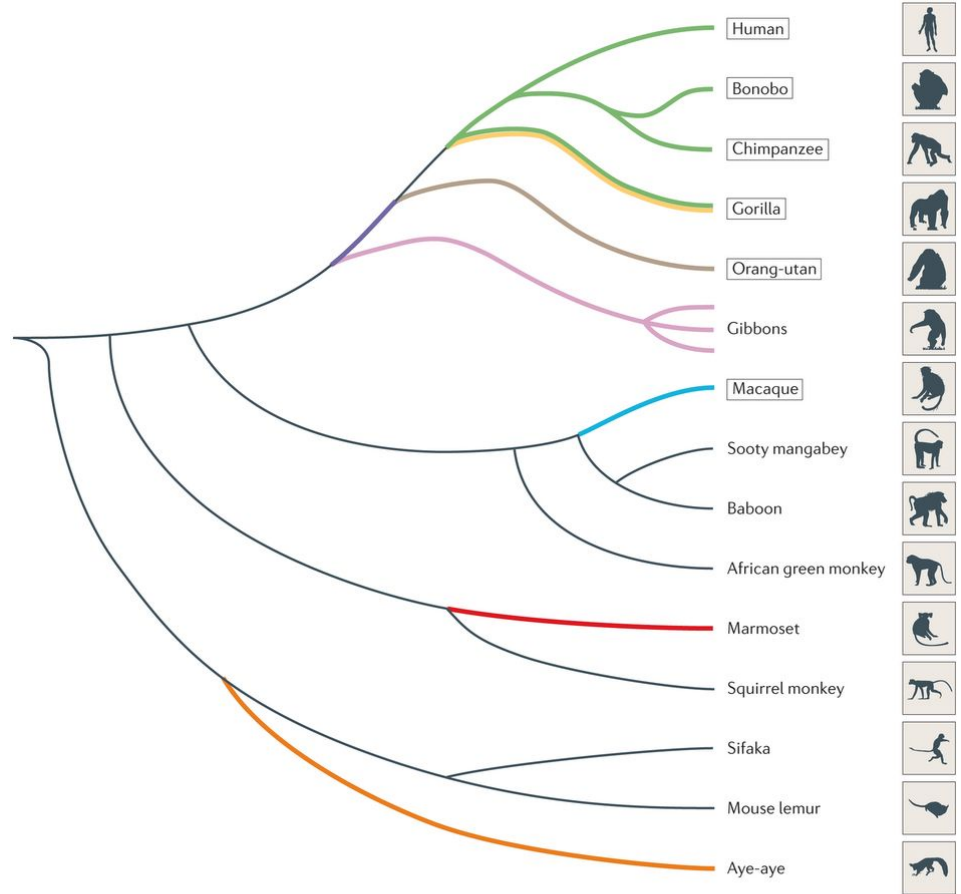 Human
Bonobo
Chimpanzee
Gorilla
Orang-utan
Gibbons
Macaque
Sooty mangabey
Baboon
African green monkey
Marmoset
Squirrel monkey
Sifaka
Mouse lemur
Aye-aye